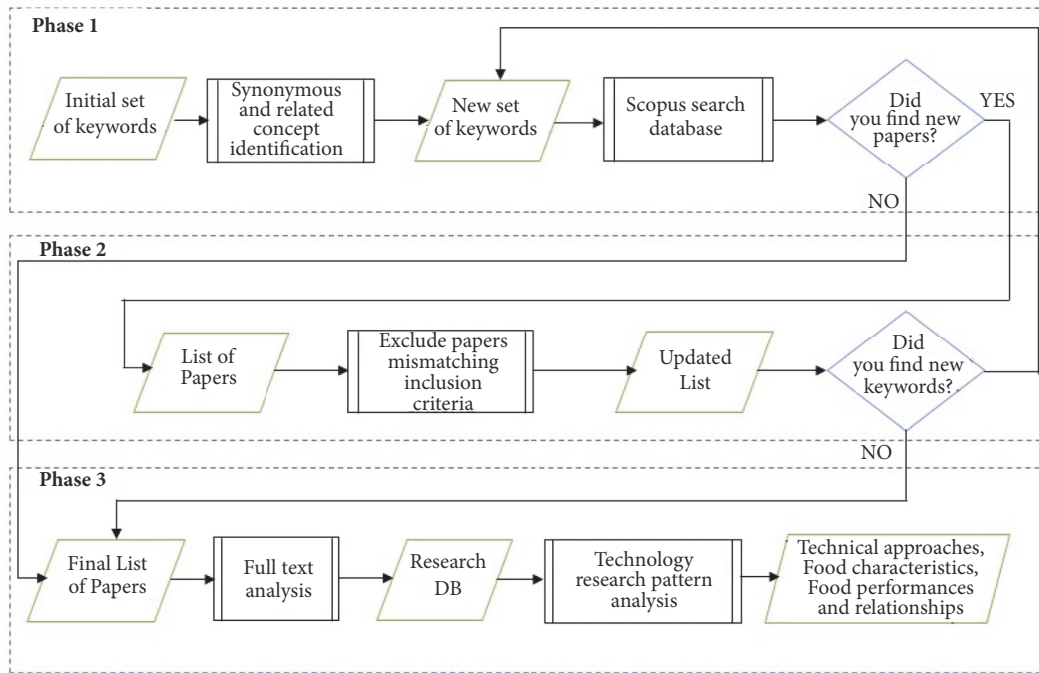 Phase 1
Initial set
of keywords
Synonymous
and related
concept
identification
New set
of keywords
Scopus search
database
Did
you find new
papers?
YES
NO
Phase 2
List of
Papers
Exclude papers
mismatching
inclusion
criteria
Updated
List
Did
you find new
keywords?
NO
Phase 3
Final List
of Papers
Full text
analysis
Research
DB
Technology
research pattern
analysis
Technical approaches,
Food characteristics,
Food performances
and relationships